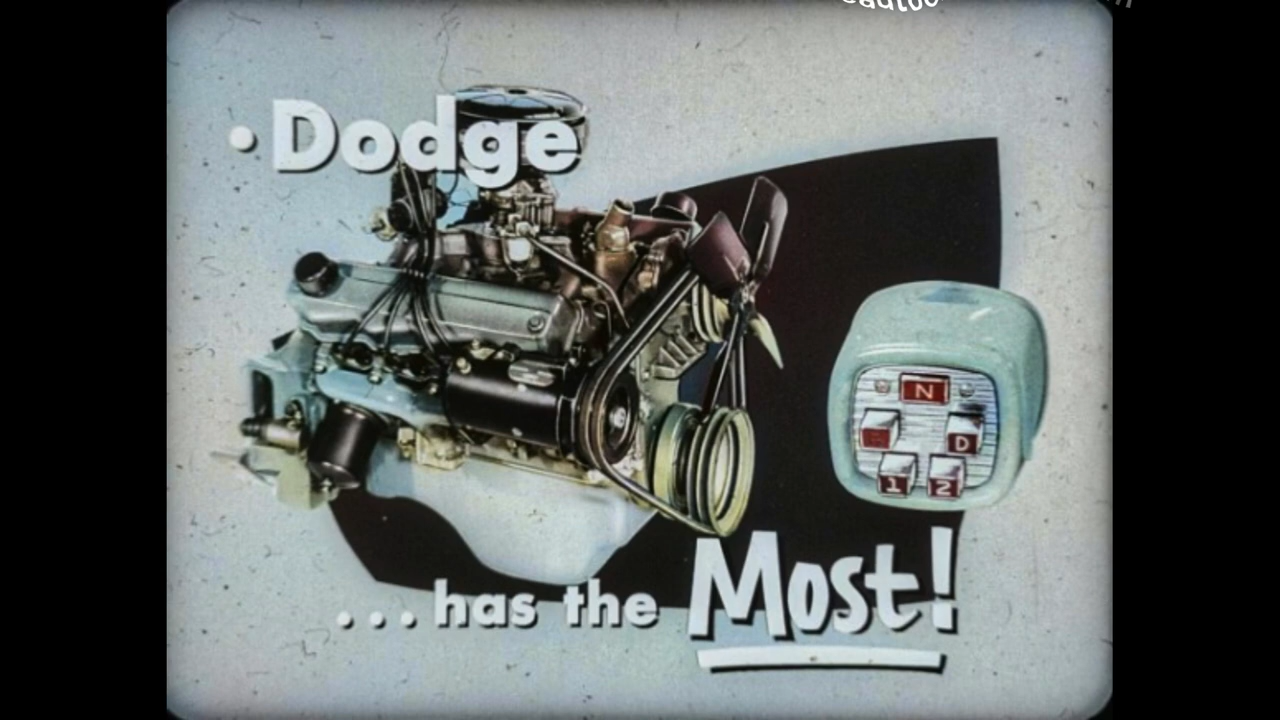 • Dodge
N
D
1 2
...has the Most!